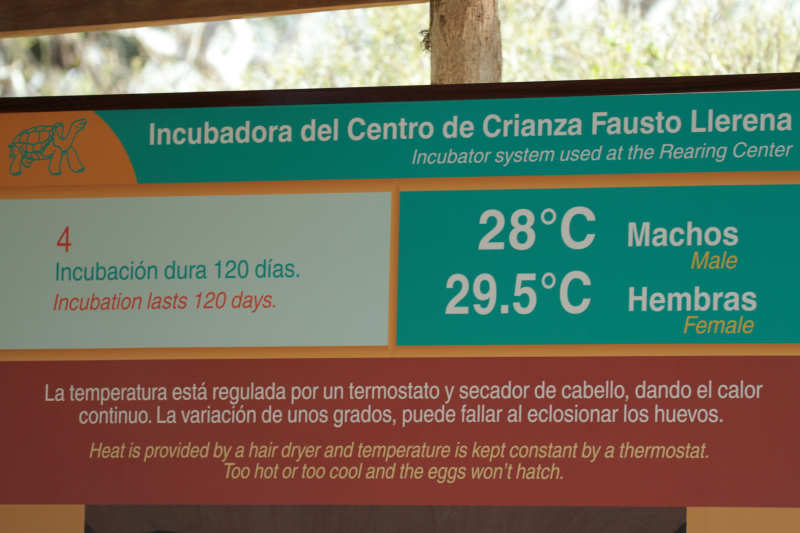 Incubadora del Centro de Crianza Fausto Llerena
Incubator system used at the Rearing Center
4
Incubación dura 120 días.
Incubation lasts 120 days.
28°C Machos
Male
29.5°C Hembras
Female
La temperatura está regulada por un termostato y secador de cabello, dando el calor
continuo. La variación de unos grados, puede fallar al eclosionar los huevos.
Heat is provided by a hair dryer and temperature is kept constant by a thermostat.
Too hot or too cool and the eggs won't hatch.